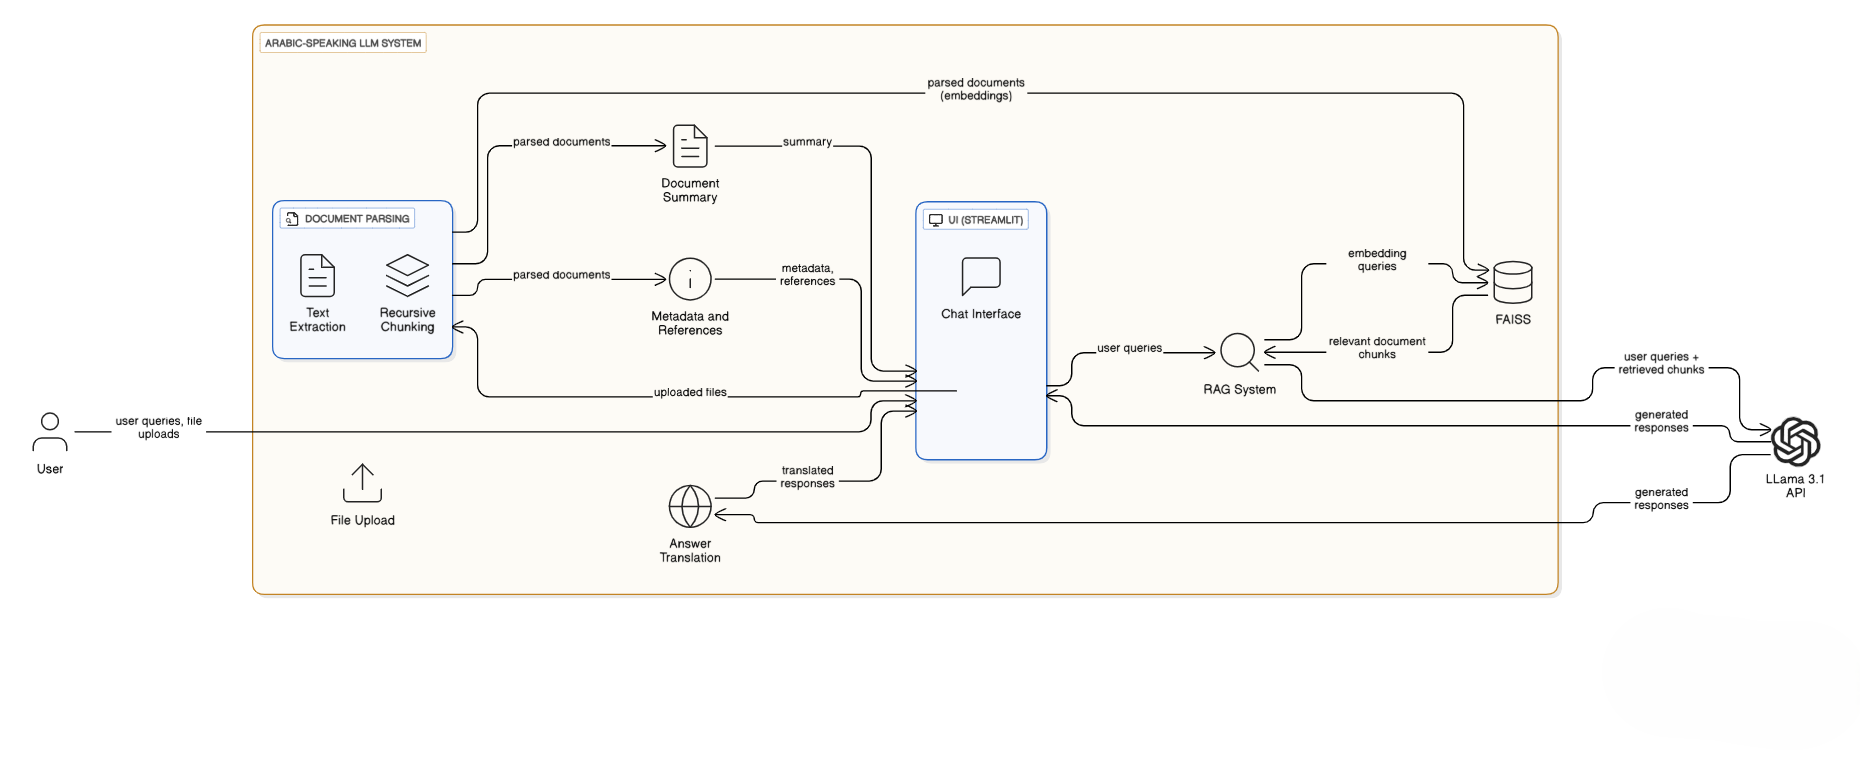 ARABIC-SPEAKING LLM SYSTEM
parsed documents
(embeddings)
parsed documents
summary
Document
Summary
DOCUMENT PARSING
Text
Extraction
Recursive
Chunking
parsed documents
metadata,
references
Metadata and
References
UI (STREAMLIT)
Chat Interface
embedding
queries
FAISS
user queries
relevant document
chunks
RAG System
user queries +
retrieved chunks
uploaded files
user queries, file
uploads
User
generated
responses
LLama 3.1
API
translated
responses
generated
responses
File Upload
Answer
Translation